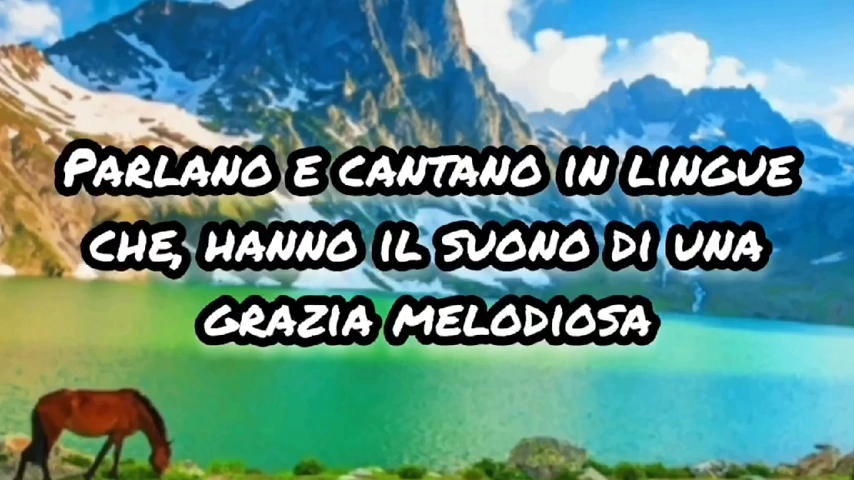 Parlano e cantano in lingue
che, hanno il suono di una
grazia melodiosa